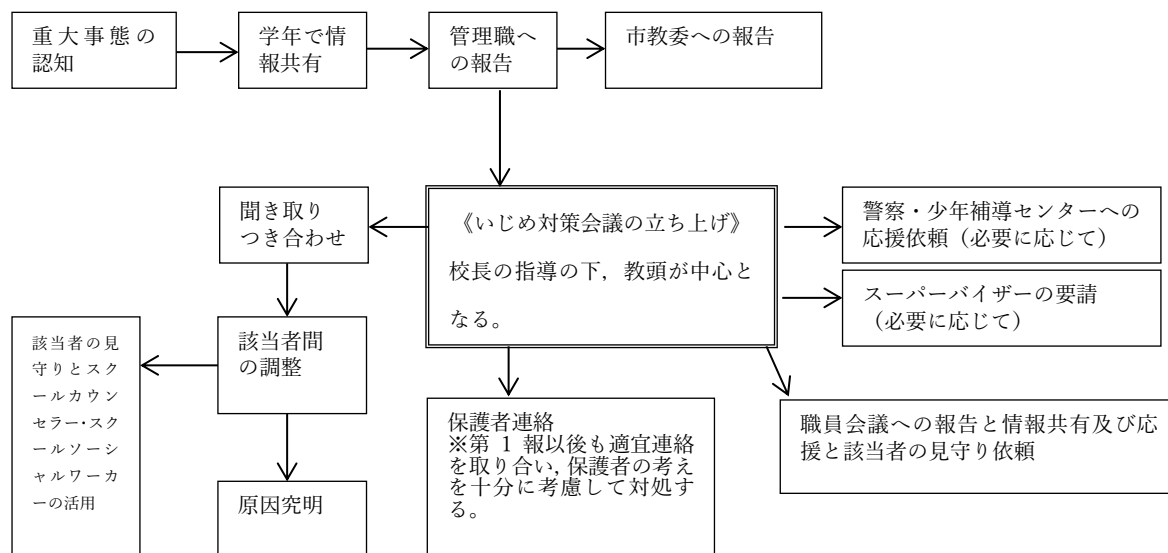 重大事態の
認知
学年で情
報共有
管理職へ
の報告
市教委への報告
聞き取り
つき合わせ
《いじめ対策会議の立ち上げ》
校長の指導の下，教頭が中心と
なる。
警察・少年補導センターへの
応援依頼（必要に応じて）
スーパーバイザーの要請
（必要に応じて）
該当者の見
守りとスク
ールカウン
セラー・スク
ールソーシ
ャルワーカ
ーの活用
該当者間
の調整
原因究明
保護者連絡
※第 1 報以後も適宜連絡
を取り合い，保護者の考え
を十分に考慮して対処す
る。
職員会議への報告と情報共有及び応
援と該当者の見守り依頼